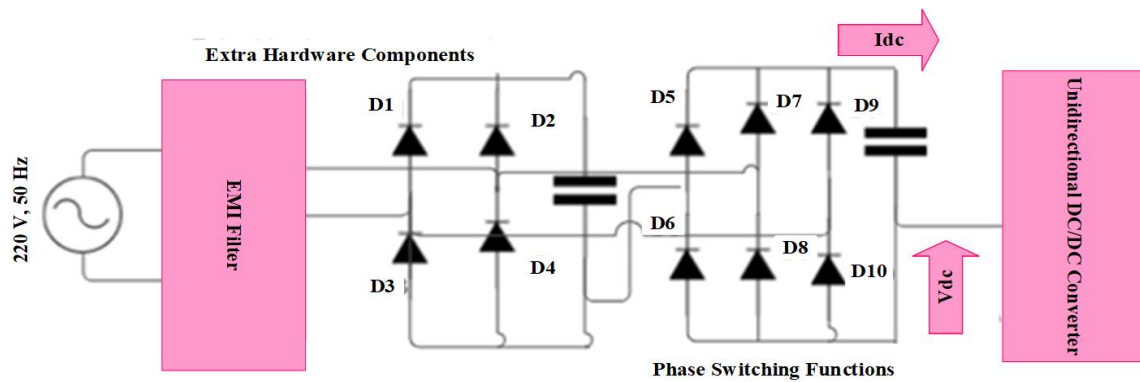 Extra Hardware Components
Idc
D1
D2
D5
D7
D9
220 V, 50 Hz
EMI Filter
Unidirectional DC/DC Converter
D6
D3
D4
D8
D10
Vdc
Phase Switching Functions